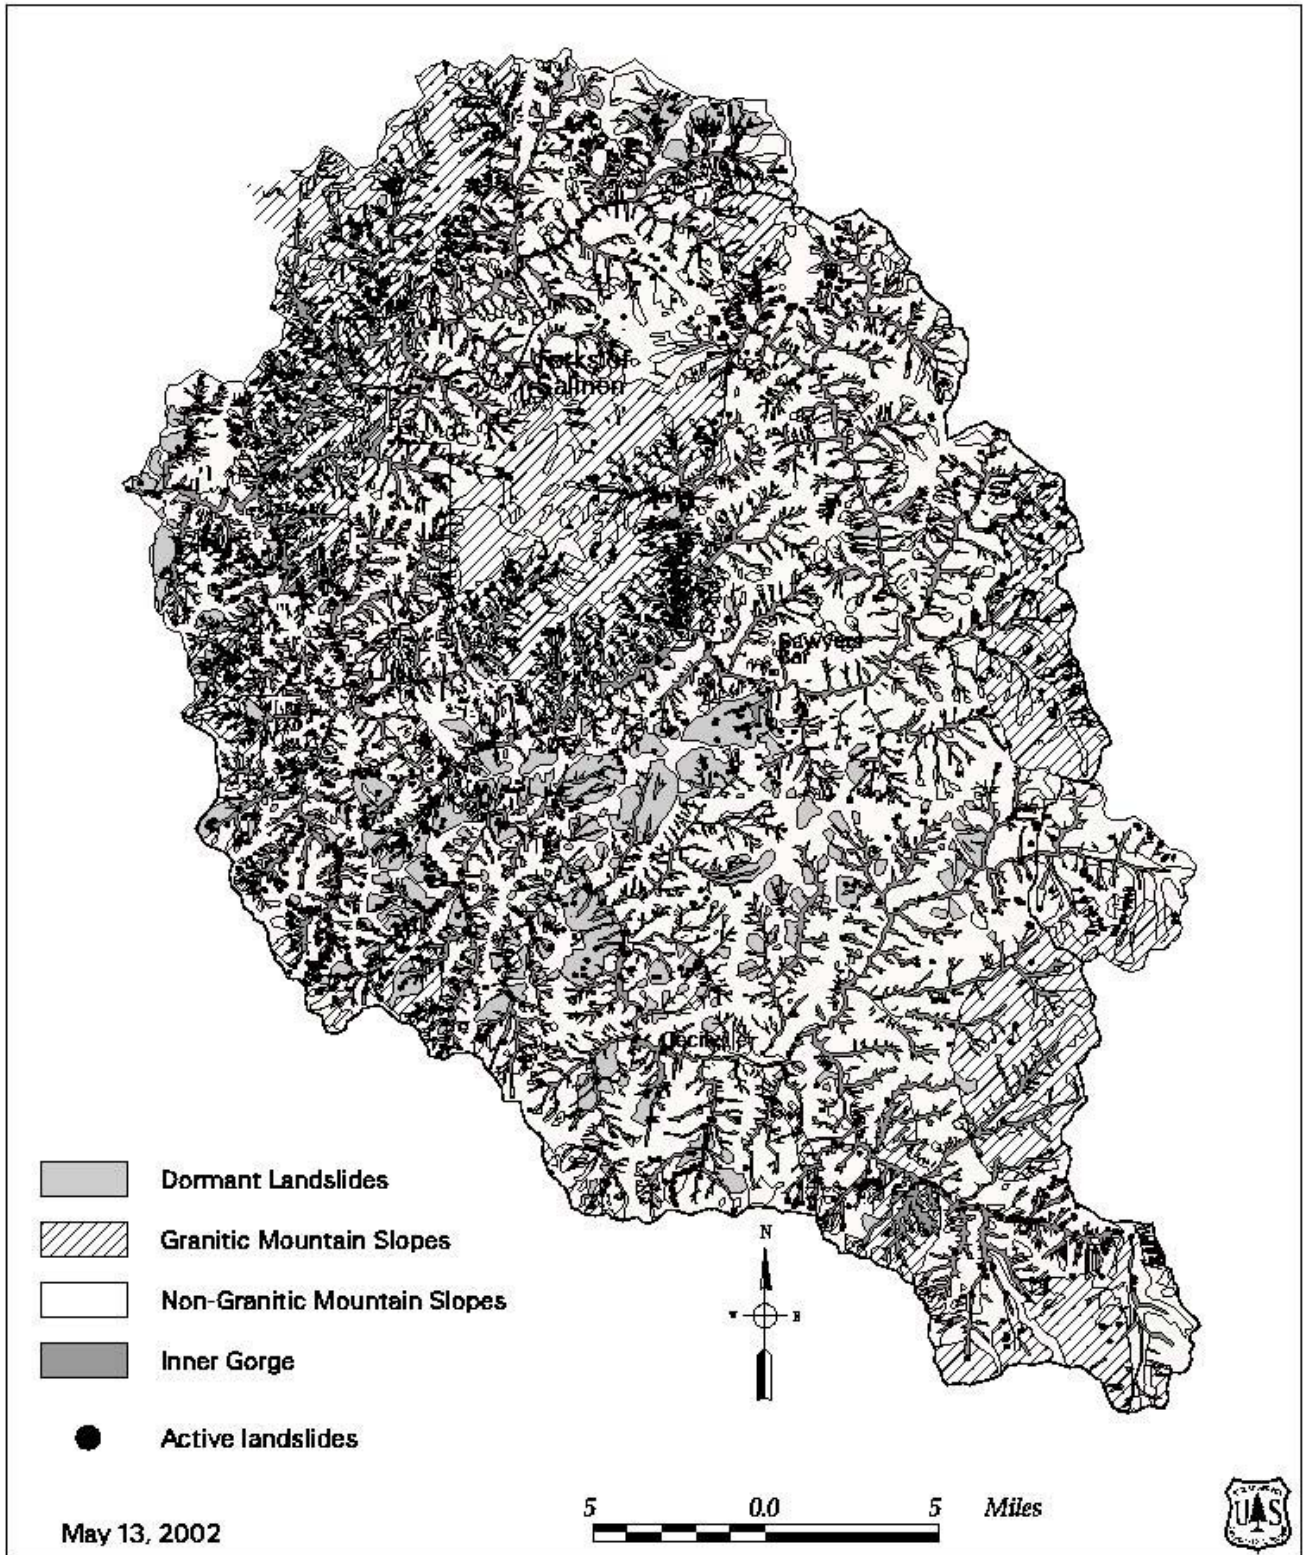 Forks of
Salmon
Sawyers
Bar
Cecilville
Dormant Landslides
Granitic Mountain Slopes
Non-Granitic Mountain Slopes
Inner Gorge
Active landslides
N
W
E
5
0.0
5
Miles
May 13, 2002
US